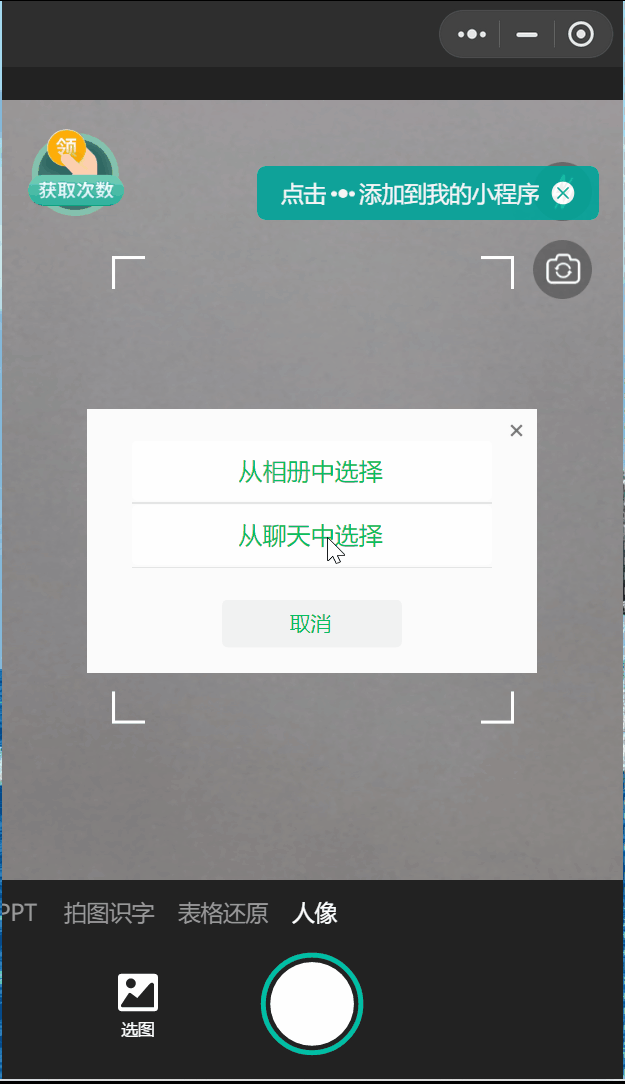 领
获取次数
点击 ••• 添加到我的小程序
从相册中选择
从聊天中选择
取消
PPT 拍图识字 表格还原 人像
选图